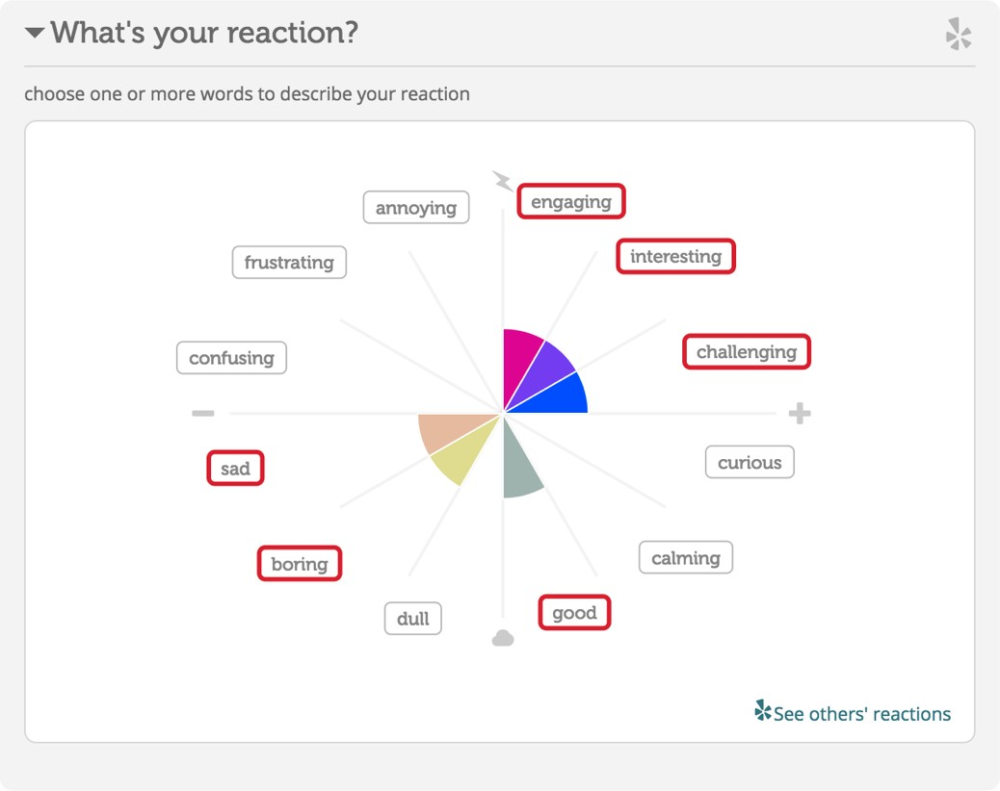 What's your reaction?
choose one or more words to describe your reaction
annoying
engaging
frustrating
interesting
confusing
challenging
sad
curious
boring
calming
dull
good
See others' reactions